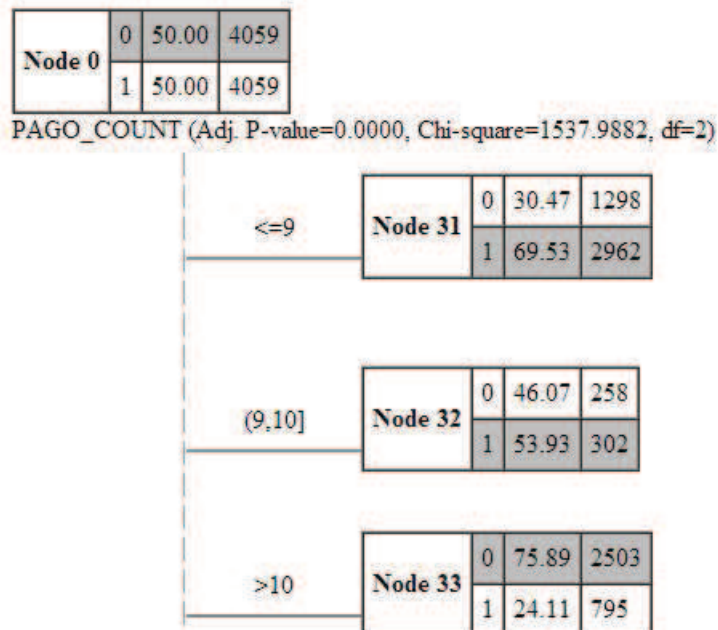 Node 0 0 50.00 4059
1 50.00 4059
PAGO_COUNT (Adj. P-value=0.0000, Chi-square=1537.9882, df=2)
<=9 Node 31 0 30.47 1298
1 69.53 2962
(9,10] Node 32 0 46.07 258
1 53.93 302
>10 Node 33 0 75.89 2503
1 24.11 795